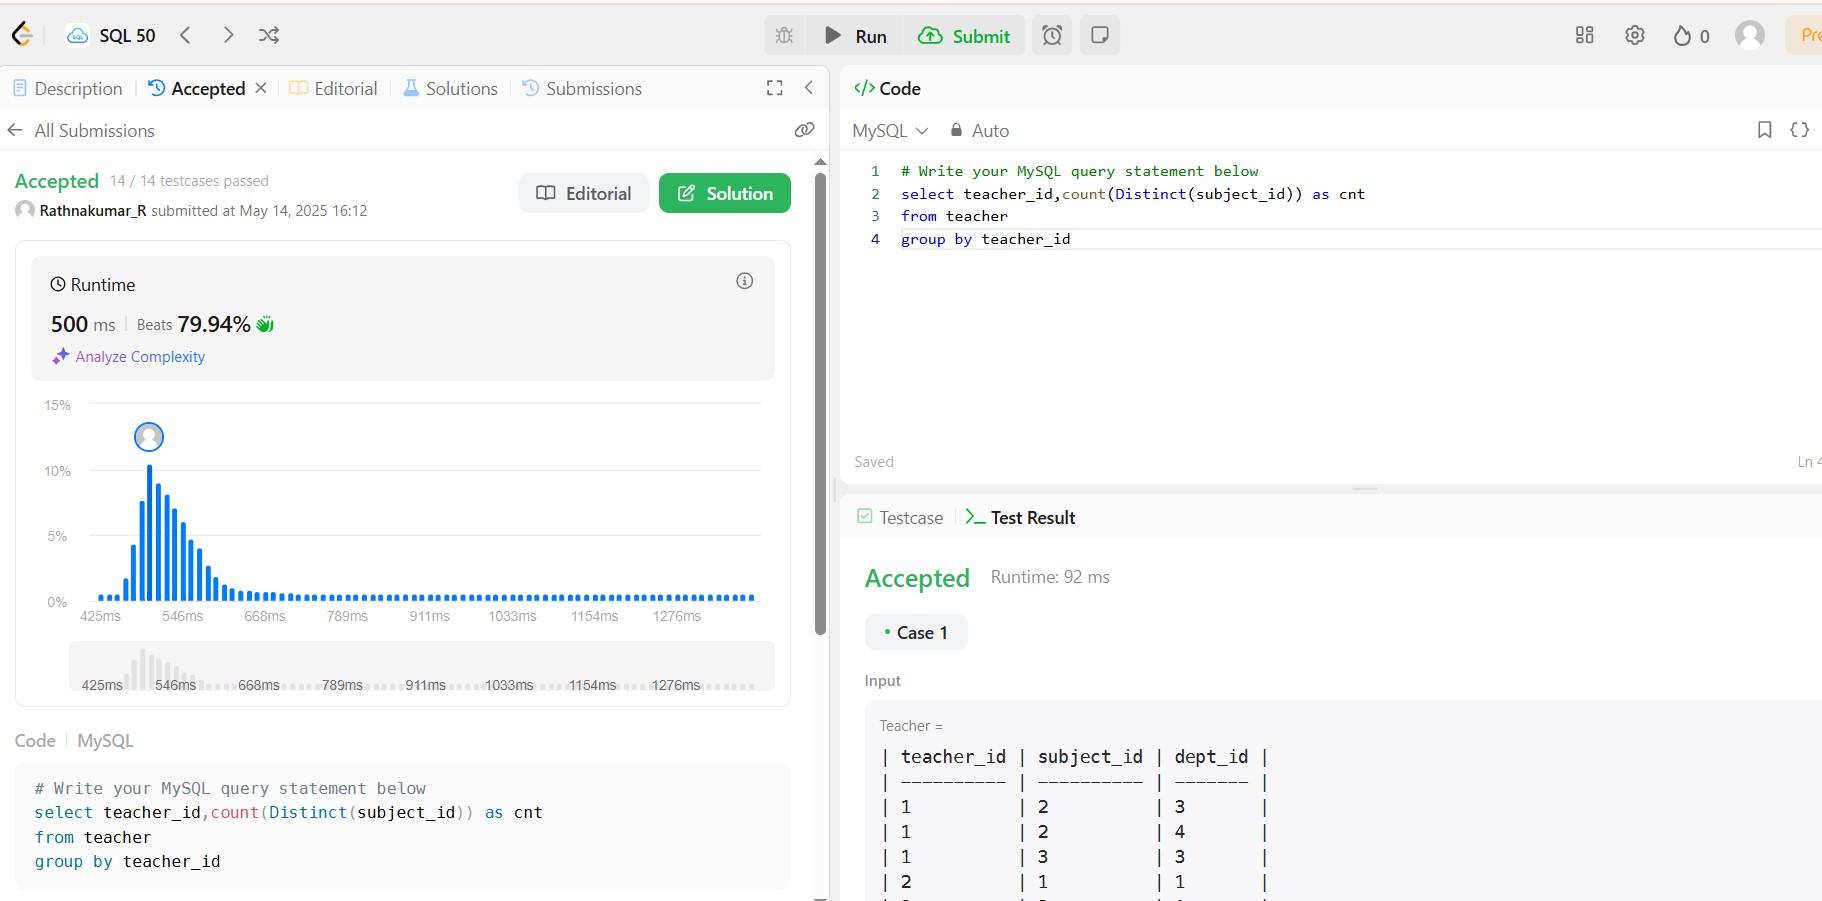 SQL 50
Run
Submit
0
Description
Accepted
Editorial
Solutions
Submissions
All Submissions
Accepted 14 / 14 testcases passed
Rathnakumar_R submitted at May 14, 2025 16:12
Editorial
Solution
Runtime
500 ms Beats 79.94%
Analyze Complexity
15%
10%
5%
0%
425ms 546ms 668ms 789ms 911ms 1033ms 1154ms 1276ms
425ms 546ms 668ms 789ms 911ms 1033ms 1154ms 1276ms
Code MySQL
# Write your MySQL query statement below
select teacher_id,count(Distinct(subject_id)) as cnt
from teacher
group by teacher_id
</> Code
MySQL Auto
1 # Write your MySQL query statement below
2 select teacher_id,count(Distinct(subject_id)) as cnt
3 from teacher
4 group by teacher_id
Saved
Ln
Testcase
Test Result
Accepted Runtime: 92 ms
Case 1
Input
Teacher =
| teacher_id | subject_id | dept_id |
| ---------- | ---------- | ------- |
| 1 | 2 | 3 |
| 1 | 2 | 4 |
| 1 | 3 | 3 |
| 2 | 1 | 1 |